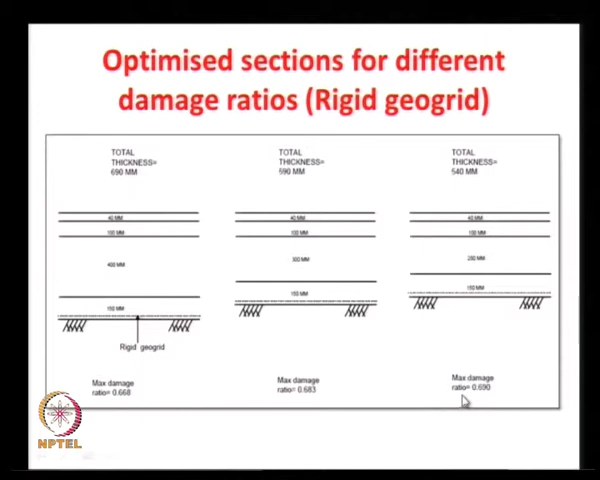 Optimised sections for different
damage ratios (Rigid geogrid)
TOTAL
THICKNESS=
690 MM
40 MM
100 MM
400 MM
150 MM
Rigid geogrid
Max damage
ratio= 0.668
TOTAL
THICKNESS=
590 MM
40 MM
100 MM
300 MM
150 MM
Max damage
ratio= 0.683
TOTAL
THICKNESS=
540 MM
40 MM
100 MM
250 MM
150 MM
Max damage
ratio= 0.690
NPTEL